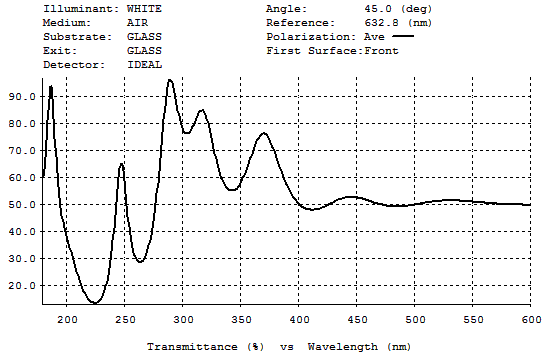 Illuminant: WHITE Angle: 45.0 (deg)
Medium: AIR Reference: 632.8 (nm)
Substrate: GLASS Polarization: Ave
Exit: GLASS First Surface:Front
Detector: IDEAL
90.0
80.0
70.0
60.0
50.0
40.0
30.0
20.0
200 250 300 350 400 450 500 550 600
Transmittance (%) vs Wavelength (nm)